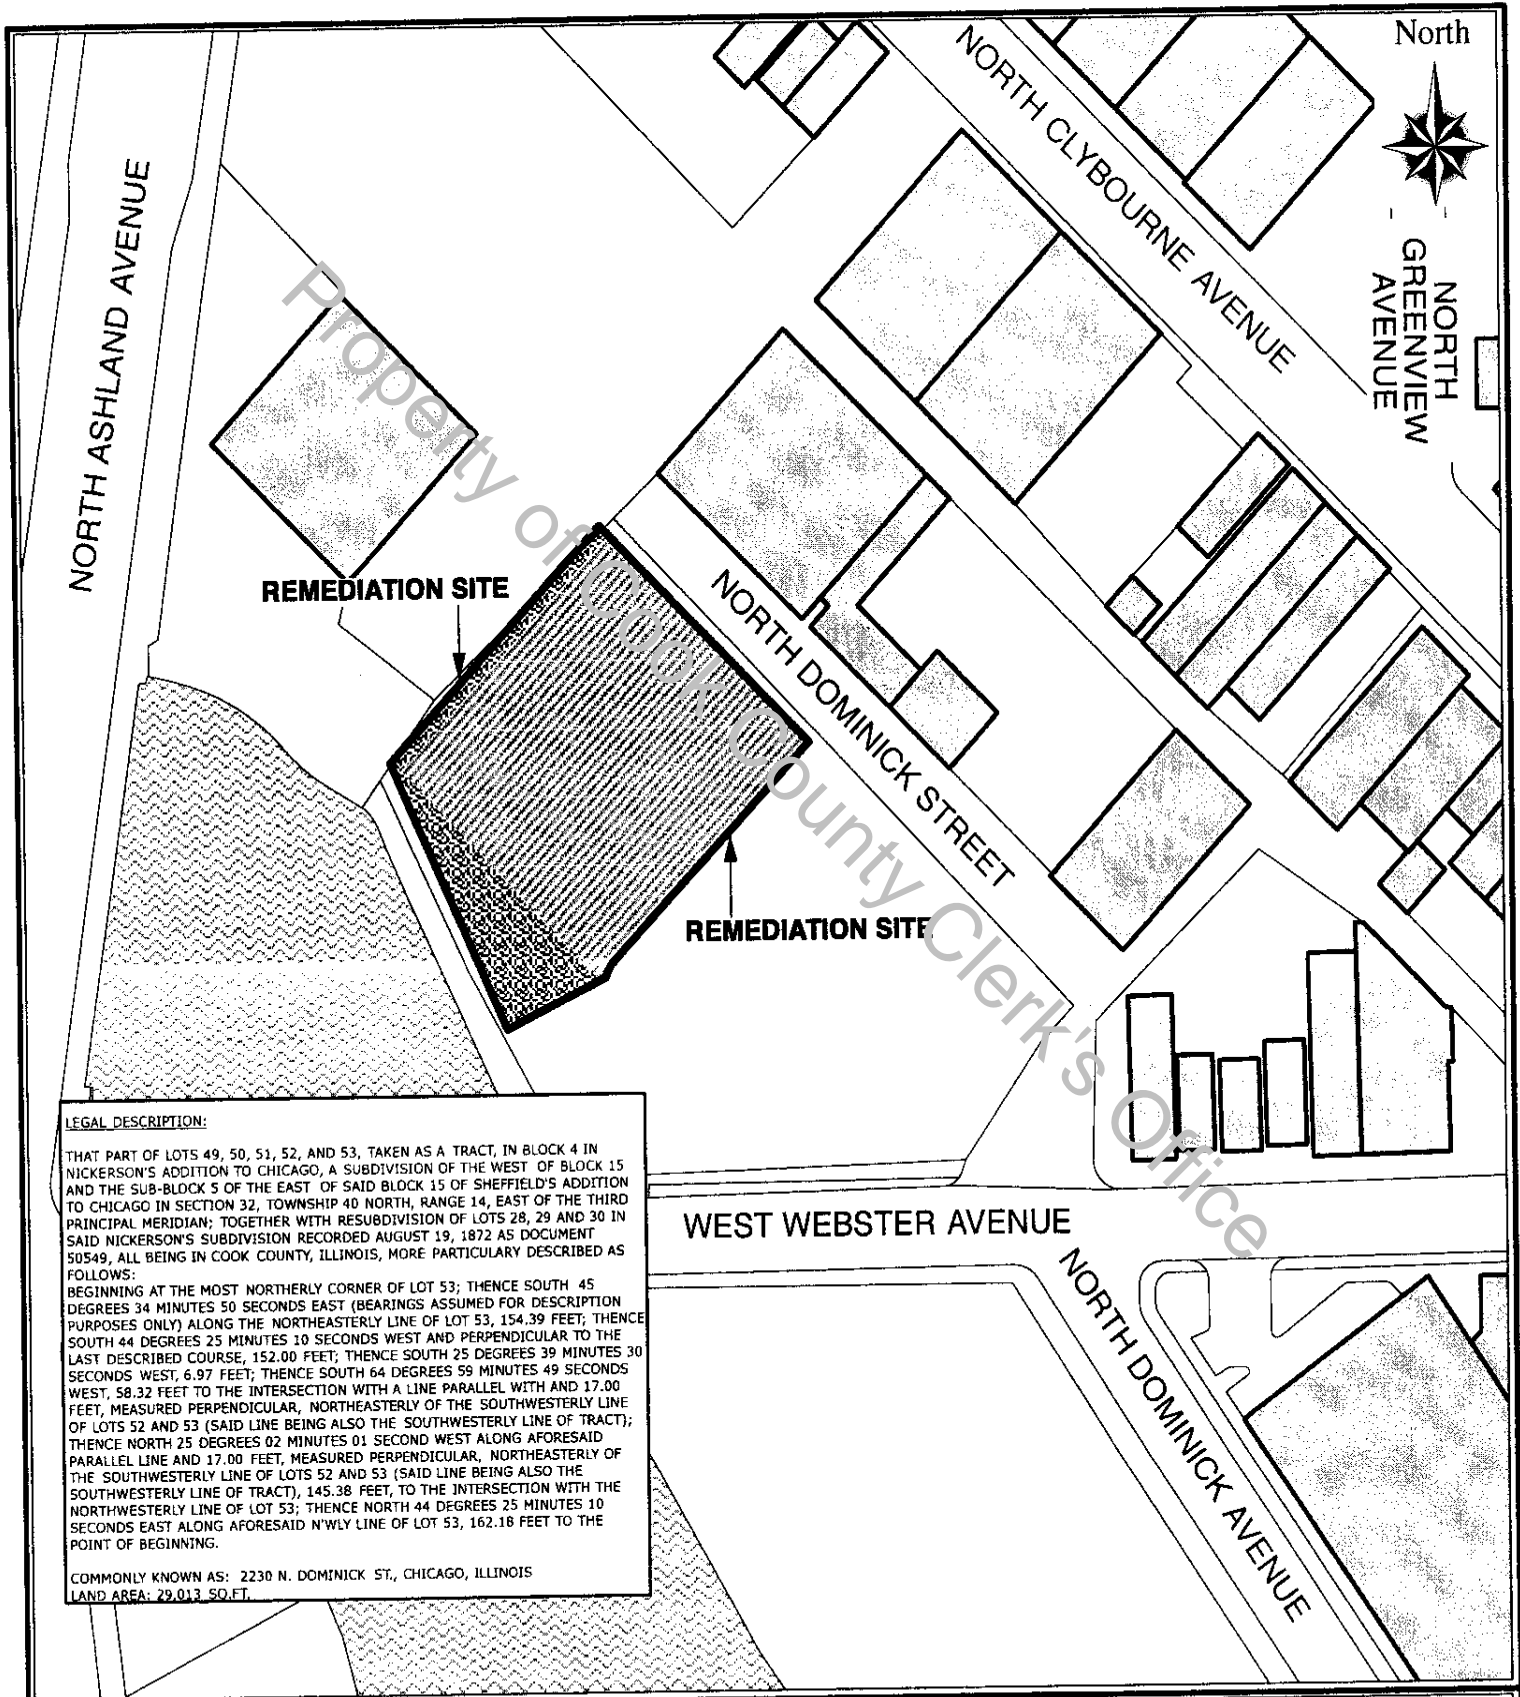 North
NORTH CLYBOURNE AVENUE
NORTH
GREENVIEW
AVENUE
NORTH ASHLAND AVENUE
Property of Cook County Clerk's Office
REMEDIATION SITE
NORTH DOMINICK STREET
REMEDIATION SITE
LEGAL DESCRIPTION:
THAT PART OF LOTS 49, 50, 51, 52, AND 53, TAKEN AS A TRACT, IN BLOCK 4 IN
NICKERSON'S ADDITION TO CHICAGO, A SUBDIVISION OF THE WEST OF BLOCK 15
AND THE SUB-BLOCK 5 OF THE EAST OF SAID BLOCK 15 OF SHEFFIELD'S ADDITION
TO CHICAGO IN SECTION 32, TOWNSHIP 40 NORTH, RANGE 14, EAST OF THE THIRD
PRINCIPAL MERIDIAN; TOGETHER WITH RESUBDIVISION OF LOTS 28, 29 AND 30 IN
SAID NICKERSON'S SUBDIVISION RECORDED AUGUST 19, 1872 AS DOCUMENT
50549, ALL BEING IN COOK COUNTY, ILLINOIS, MORE PARTICULARY DESCRIBED AS
FOLLOWS:
BEGINNING AT THE MOST NORTHERLY CORNER OF LOT 53; THENCE SOUTH 45
DEGREES 34 MINUTES 50 SECONDS EAST (BEARINGS ASSUMED FOR DESCRIPTION
PURPOSES ONLY) ALONG THE NORTHEASTERLY LINE OF LOT 53, 154.39 FEET; THENCE
SOUTH 44 DEGREES 25 MINUTES 10 SECONDS WEST AND PERPENDICULAR TO THE
LAST DESCRIBED COURSE, 152.00 FEET; THENCE SOUTH 25 DEGREES 39 MINUTES 30
SECONDS WEST, 6.97 FEET; THENCE SOUTH 64 DEGREES 59 MINUTES 49 SECONDS
WEST, 58.32 FEET TO THE INTERSECTION WITH A LINE PARALLEL WITH AND 17.00
FEET, MEASURED PERPENDICULAR, NORTHEASTERLY OF THE SOUTHWESTERLY LINE
OF LOTS 52 AND 53 (SAID LINE BEING ALSO THE SOUTHWESTERLY LINE OF TRACT);
THENCE NORTH 25 DEGREES 02 MINUTES 01 SECOND WEST ALONG AFORESAID
PARALLEL LINE AND 17.00 FEET, MEASURED PERPENDICULAR, NORTHEASTERLY OF
THE SOUTHWESTERLY LINE OF LOTS 52 AND 53 (SAID LINE BEING ALSO THE
SOUTHWESTERLY LINE OF TRACT), 145.38 FEET, TO THE INTERSECTION WITH THE
NORTHWESTERLY LINE OF LOT 53; THENCE NORTH 44 DEGREES 25 MINUTES 10
SECONDS EAST ALONG AFORESAID N'WLY LINE OF LOT 53, 162.18 FEET TO THE
POINT OF BEGINNING.
COMMONLY KNOWN AS: 2230 N. DOMINICK ST., CHICAGO, ILLINOIS
LAND AREA: 29,013 SQ.FT.
WEST WEBSTER AVENUE
NORTH DOMINICK AVENUE